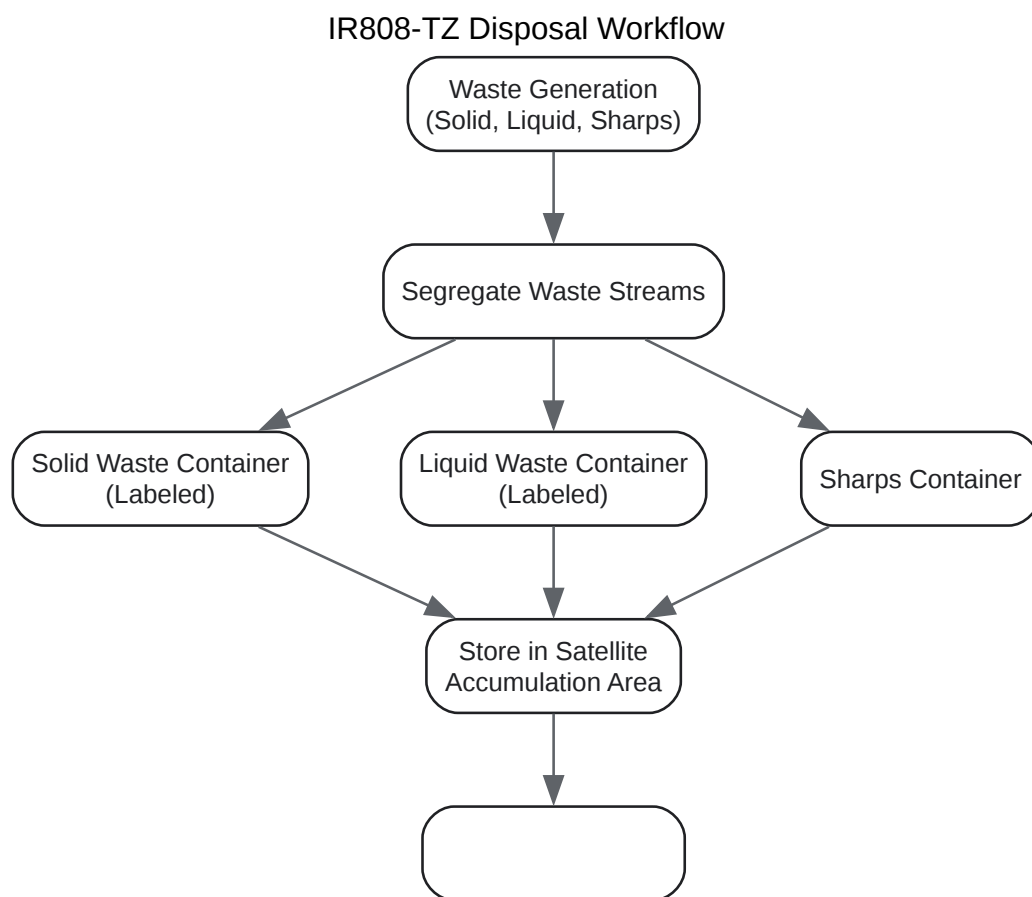 IR808-TZ Disposal Workflow
Waste Generation
(Solid, Liquid, Sharps)
Segregate Waste Streams
Solid Waste Container
(Labeled)
Liquid Waste Container
(Labeled)
Sharps Container
Store in Satellite
Accumulation Area